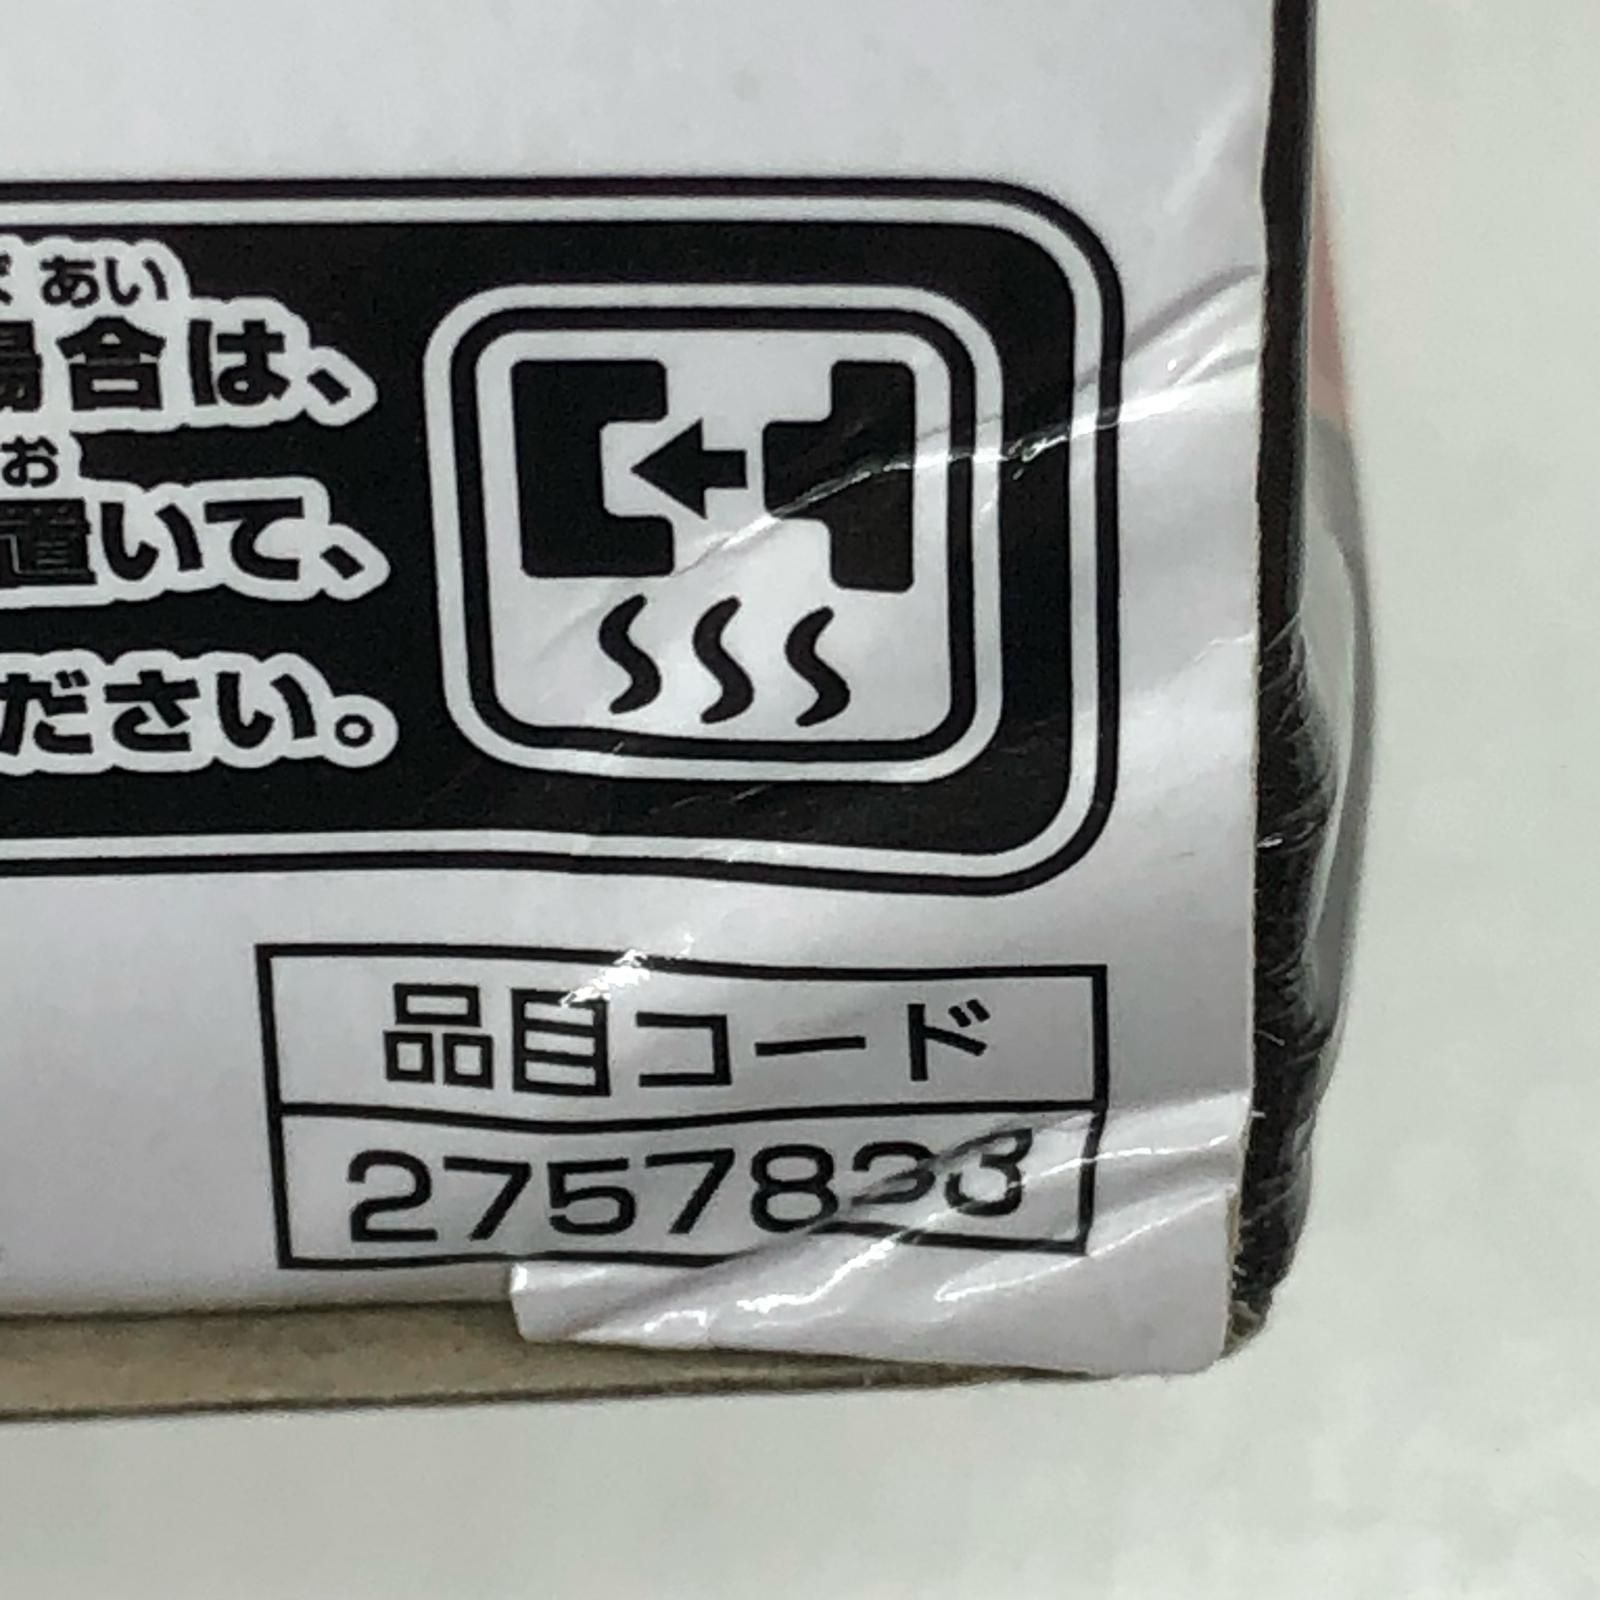 あい
場合は、
お
置いて、
ださい。
品目コード
2757833